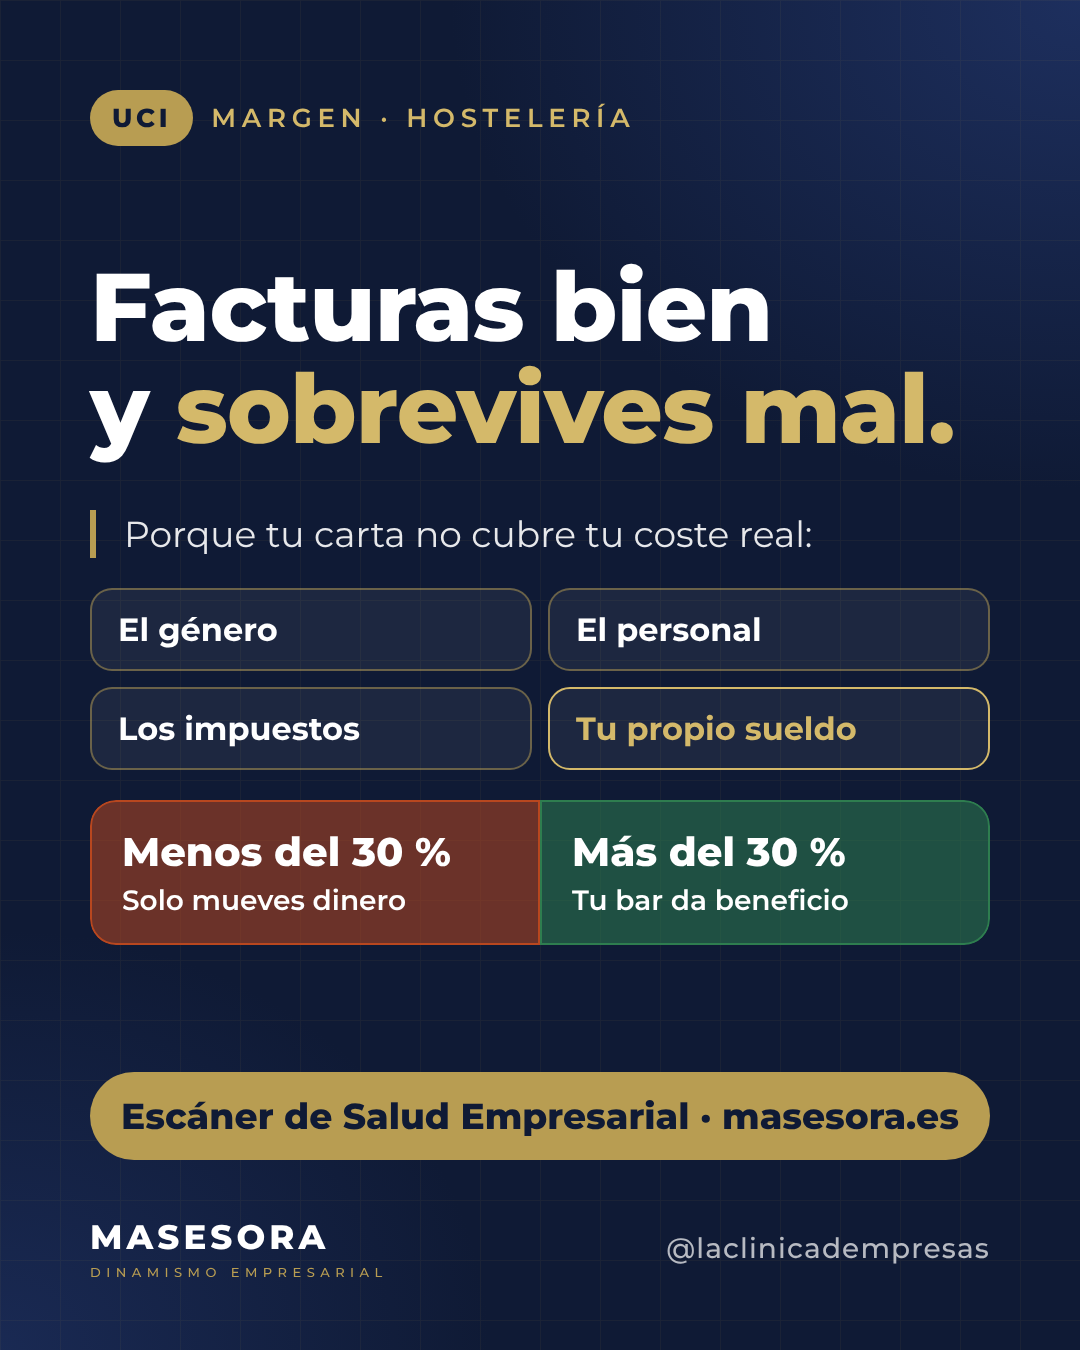 UCI MARGEN · HOSTELERÍA
Facturas bien
y sobrevives mal.
Porque tu carta no cubre tu coste real:
El género
El personal
Los impuestos
Tu propio sueldo
Menos del 30 %
Solo mueves dinero
Más del 30 %
Tu bar da beneficio
Escáner de Salud Empresarial · masesora.es
MASESORA
DINAMISMO EMPRESARIAL
@laclinicadempresas